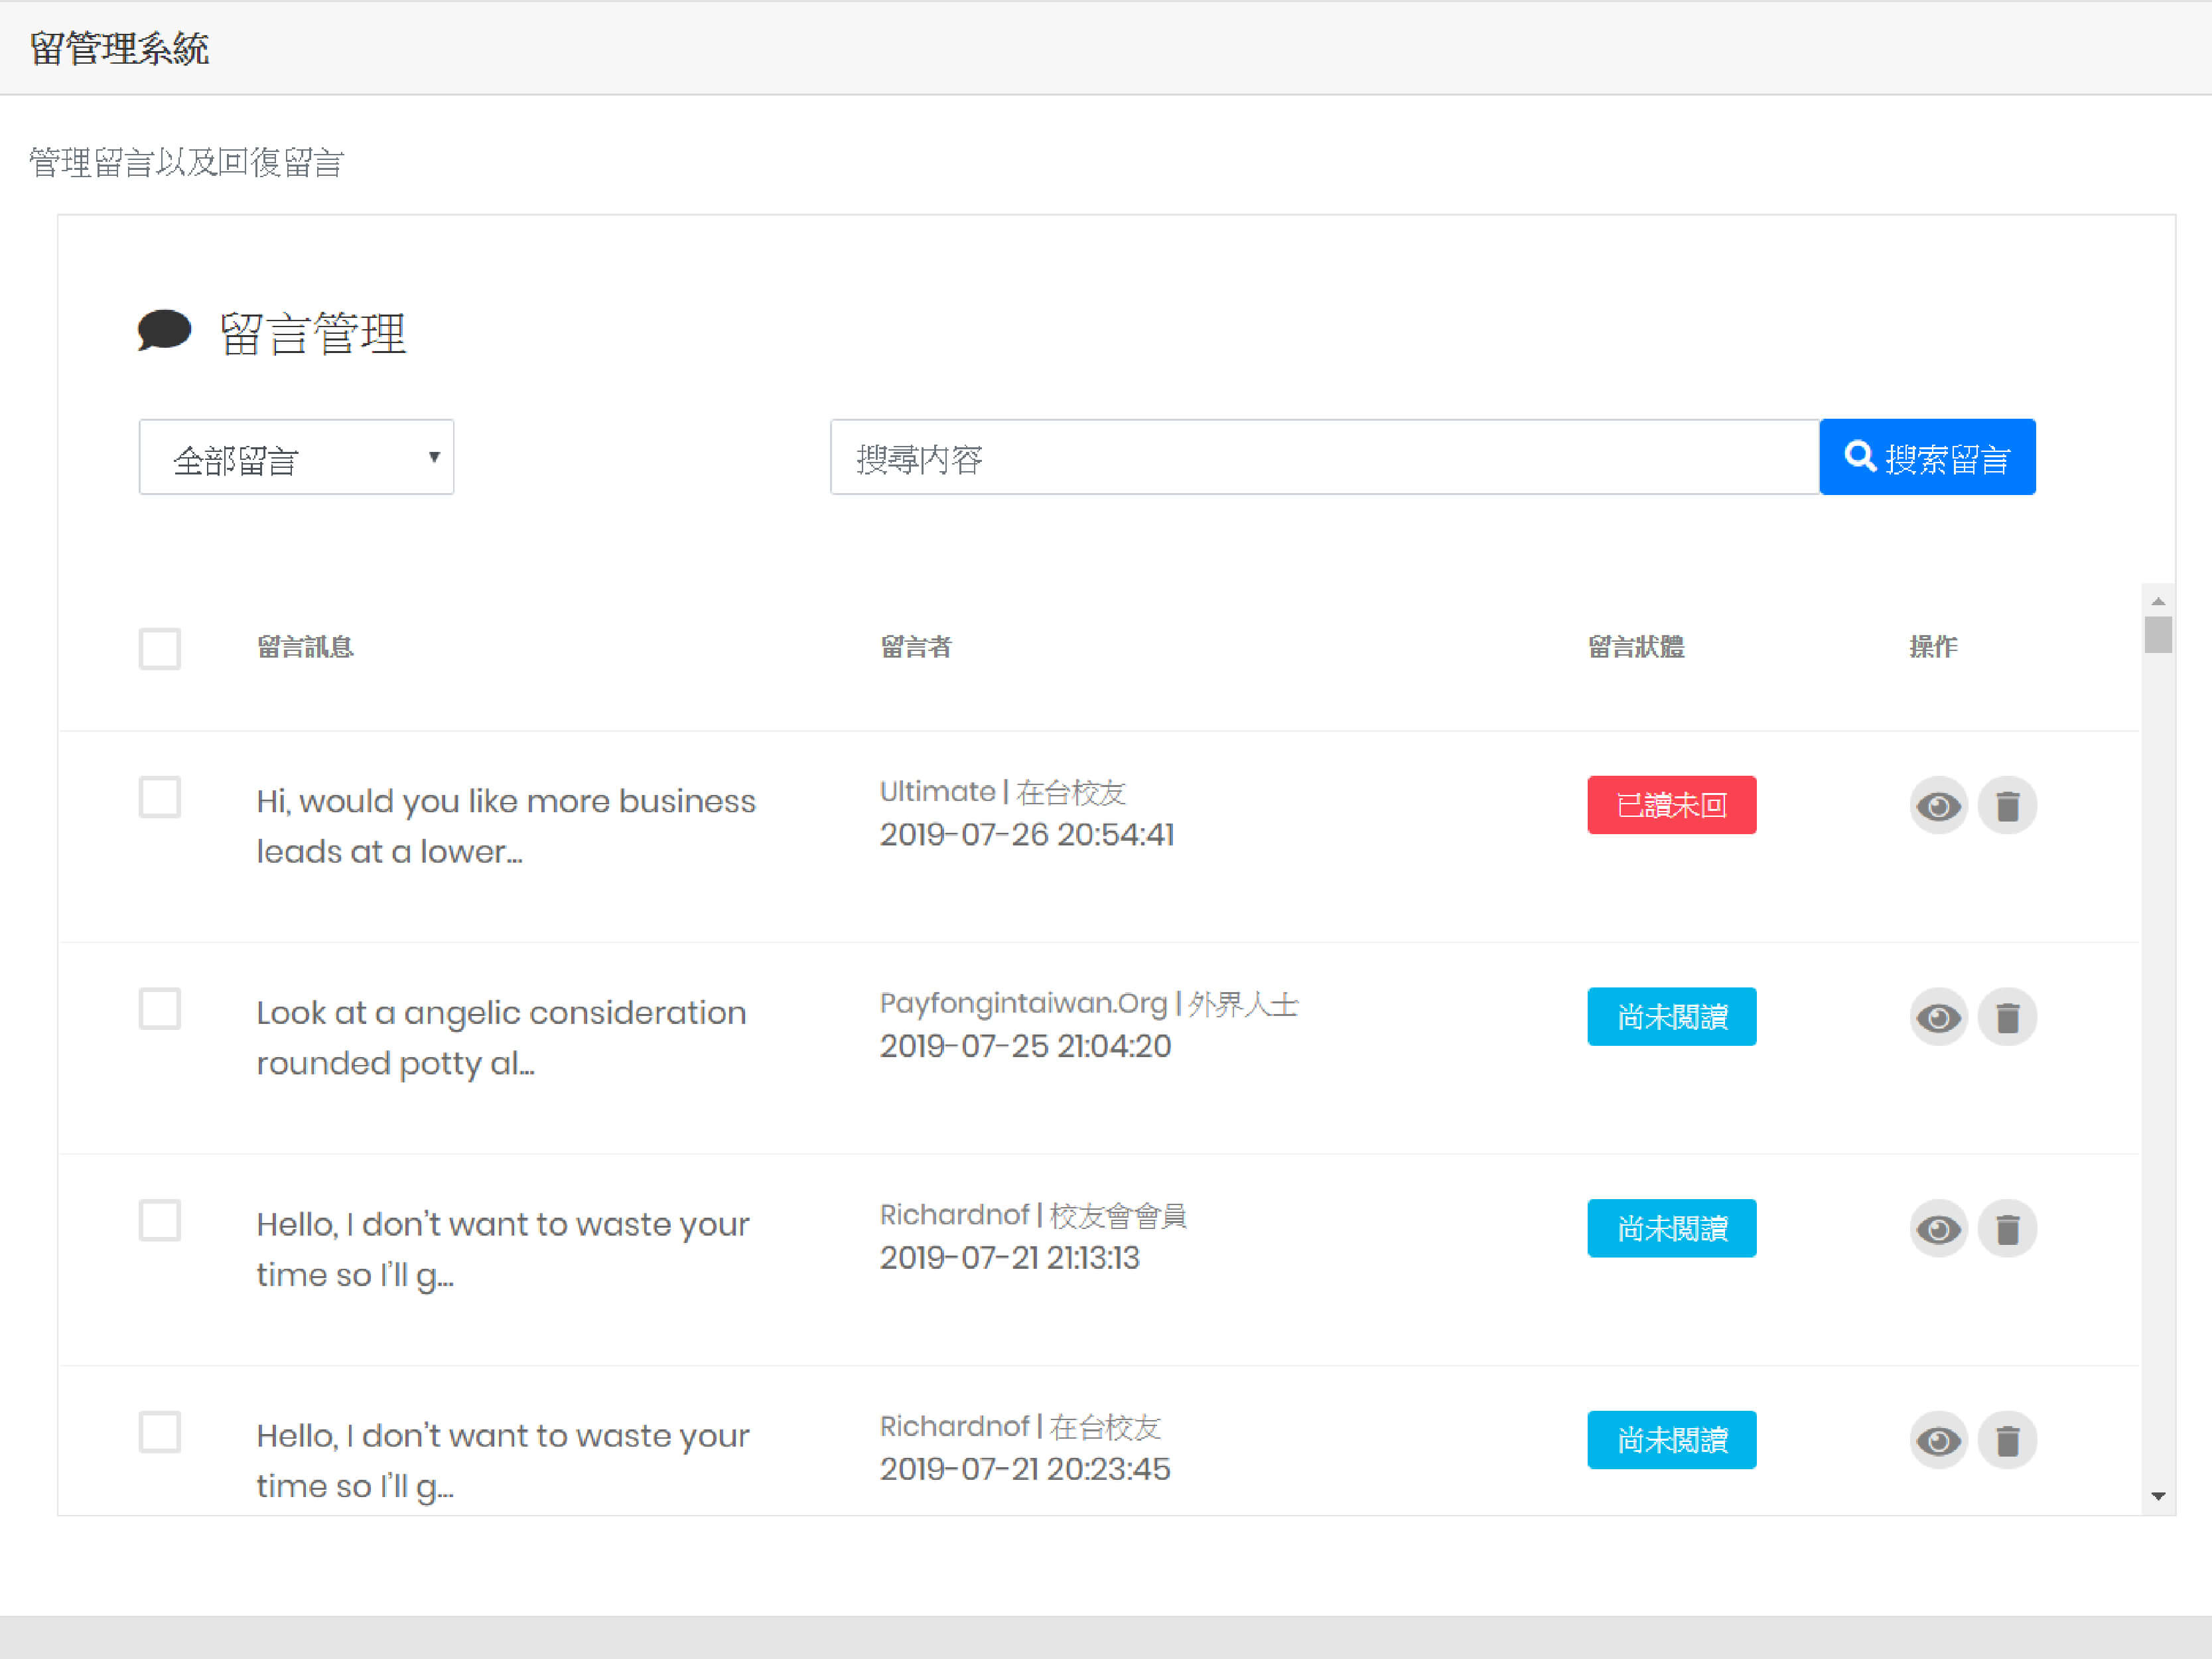 留管理系統
管理留言以及回復留言
留言管理
全部留言
搜尋内容
搜索留言
留言訊息 留言者 留言狀體 操作
Hi, would you like more business
leads at a lower...
Ultimate | 在台校友
2019-07-26 20:54:41
已讀未回
Look at a angelic consideration
rounded potty al...
Payfongintaiwan.Org | 外界人士
2019-07-25 21:04:20
尚未閱讀
Hello, I don’t want to waste your
time so I’ll g...
Richardnof | 校友會會員
2019-07-21 21:13:13
尚未閱讀
Hello, I don’t want to waste your
time so I’ll g...
Richardnof | 在台校友
2019-07-21 20:23:45
尚未閱讀